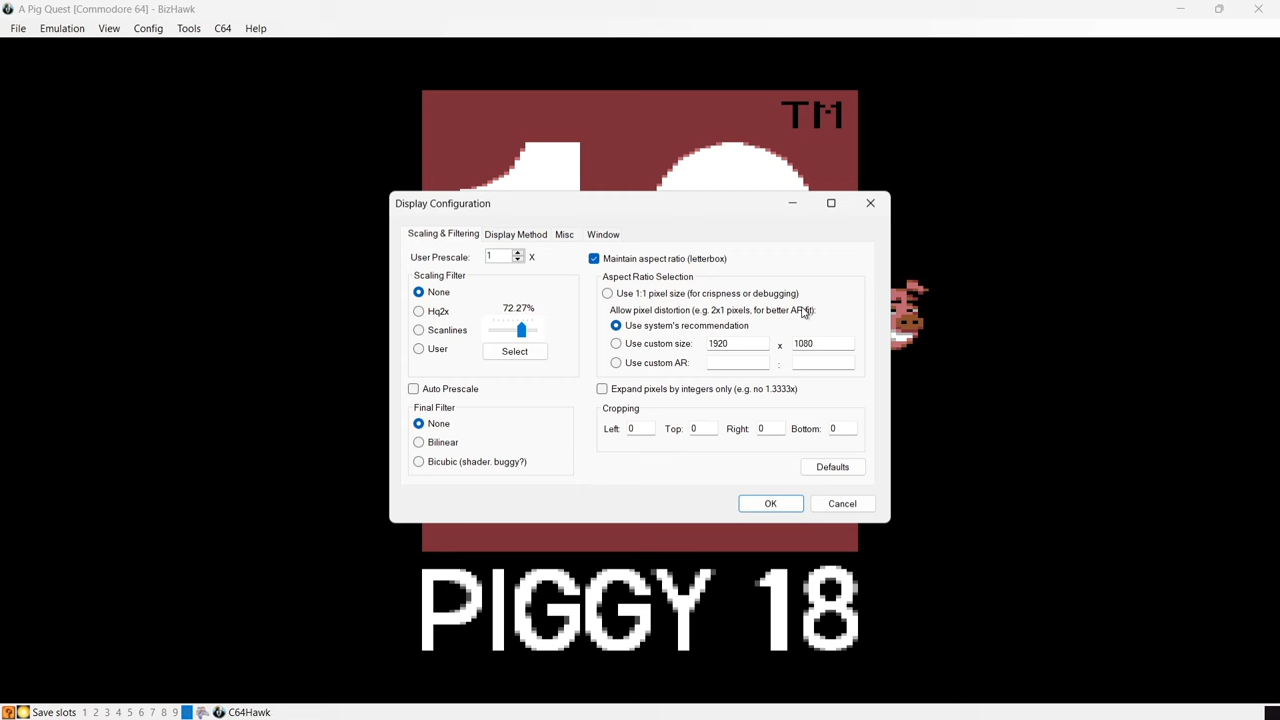 A Pig Quest [Commodore 64] - BizHawk
File Emulation View Config Tools C64 Help
TM
Display Configuration
Scaling & Filtering Display Method Misc Window
User Prescale: 1 X
Maintain aspect ratio (letterbox)
Scaling Filter
Aspect Ratio Selection
None
Use 1:1 pixel size (for crispness or debugging)
Hq2x
72.27%
Allow pixel distortion (e.g. 2x1 pixels, for better AR fit):
Scanlines
Use system's recommendation
User
Select
Use custom size: 1920 x 1080
Use custom AR: :
Auto Prescale
Expand pixels by integers only (e.g. no 1.3333x)
Final Filter
Cropping
None
Left: 0 Top: 0 Right: 0 Bottom: 0
Bilinear
Bicubic (shader. buggy?)
Defaults
OK Cancel
PIGGY 18
Save slots 1 2 3 4 5 6 7 8 9 C64Hawk